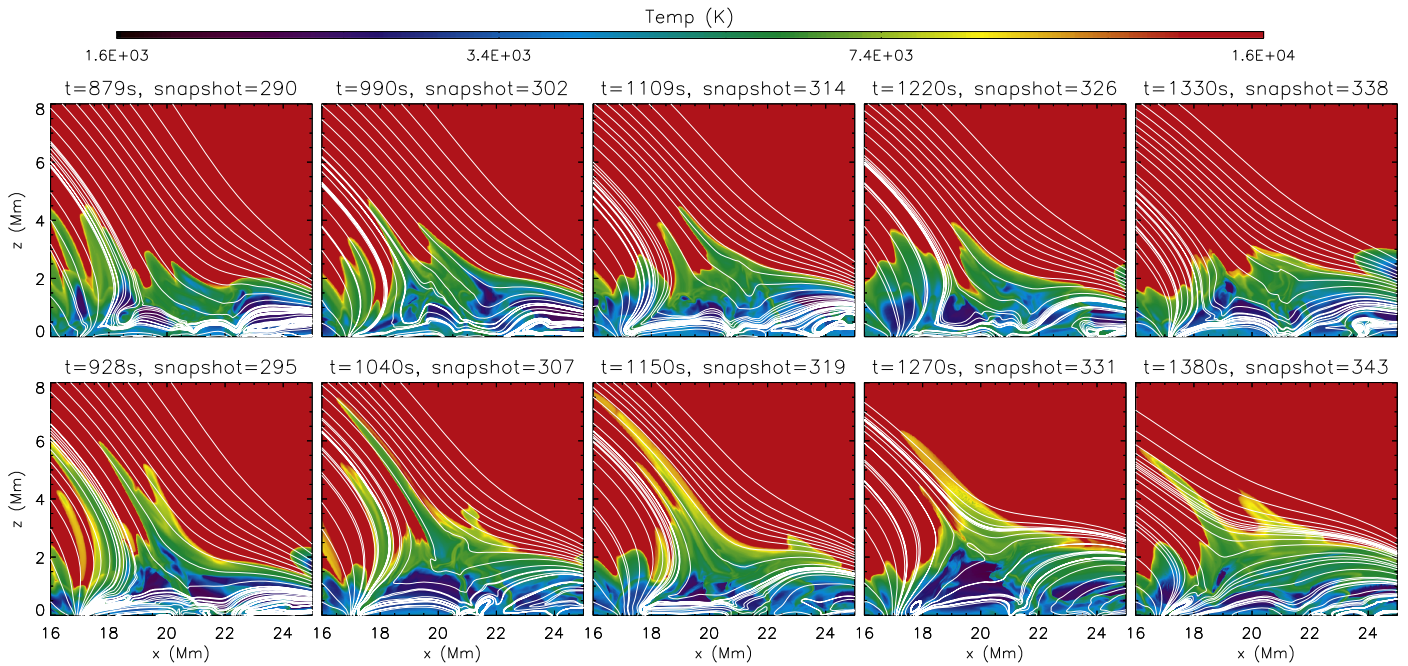 Temp (K)
1.6E+03 3.4E+03 7.4E+03 1.6E+04
t=879s, snapshot=290 t=990s, snapshot=302 t=1109s, snapshot=314 t=1220s, snapshot=326 t=1330s, snapshot=338
8
6
4
2
0
z (Mm)
t=928s, snapshot=295 t=1040s, snapshot=307 t=1150s, snapshot=319 t=1270s, snapshot=331 t=1380s, snapshot=343
8
6
4
2
0
z (Mm)
16 18 20 22 24 16 18 20 22 24 16 18 20 22 24 16 18 20 22 24 16 18 20 22 24
x (Mm) x (Mm) x (Mm) x (Mm) x (Mm)